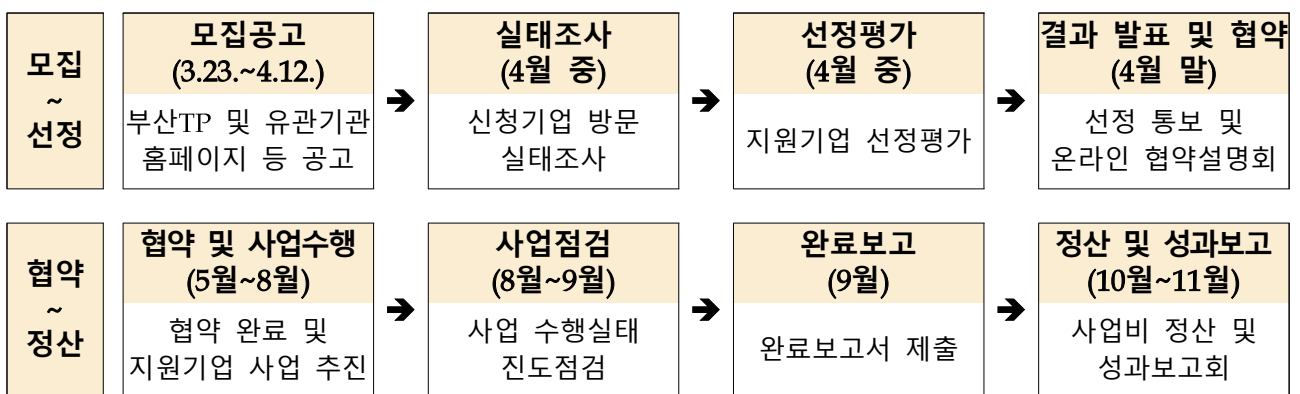 모집
~
선정
모집공고
(3.23.~4.12.)
부산TP 및 유관기관
홈페이지 등 공고
➔
실태조사
(4월 중)
신청기업 방문
실태조사
➔
선정평가
(4월 중)
지원기업 선정평가
➔
결과 발표 및 협약
(4월 말)
선정 통보 및
온라인 협약설명회
협약
~
정산
협약 및 사업수행
(5월~8월)
협약 완료 및
지원기업 사업 추진
➔
사업점검
(8월~9월)
사업 수행실태
진도점검
➔
완료보고
(9월)
완료보고서 제출
➔
정산 및 성과보고
(10월~11월)
사업비 정산 및
성과보고회